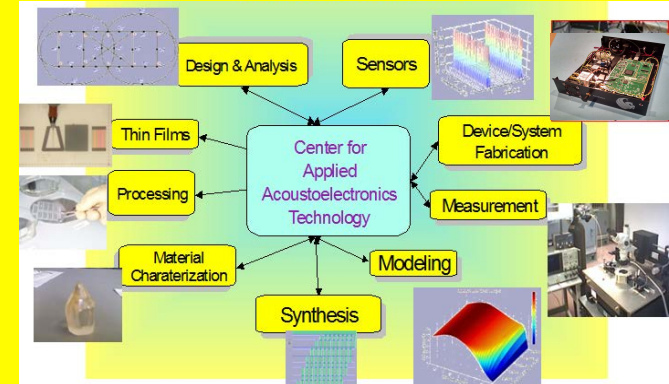 Design & Analysis
Sensors
Thin Films
Center for
Applied
Acoustoelectronics
Technology
Device/System
Fabrication
Processing
Measurement
Material
Charaterization
Modeling
Synthesis